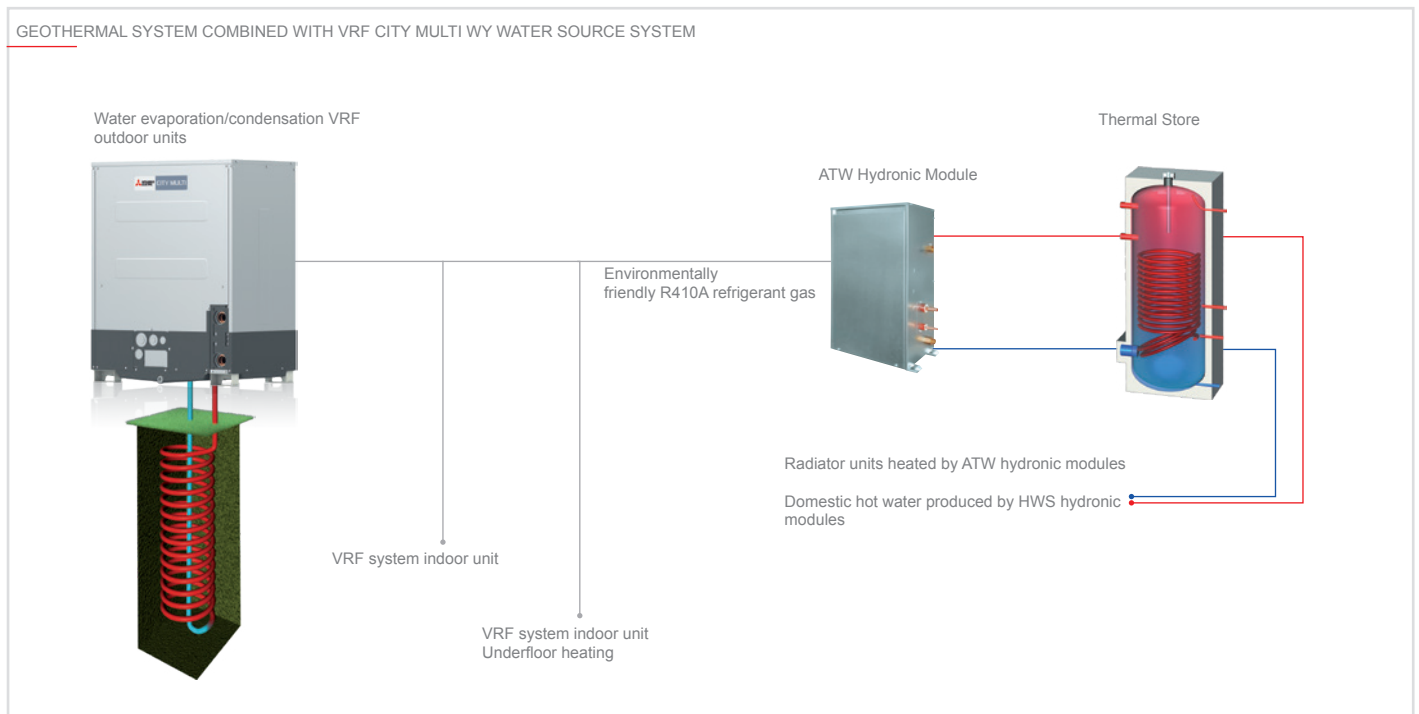 GEOTHERMAL SYSTEM COMBINED WITH VRF CITY MULTI WY WATER SOURCE SYSTEM
Water evaporation/condensation VRF
outdoor units
Thermal Store
ATW Hydronic Module
CITY MULTI
Environmentally
friendly R410A refrigerant gas
Radiator units heated by ATW hydronic modules
Domestic hot water produced by HWS hydronic
modules
VRF system indoor unit
VRF system indoor unit
Underfloor heating